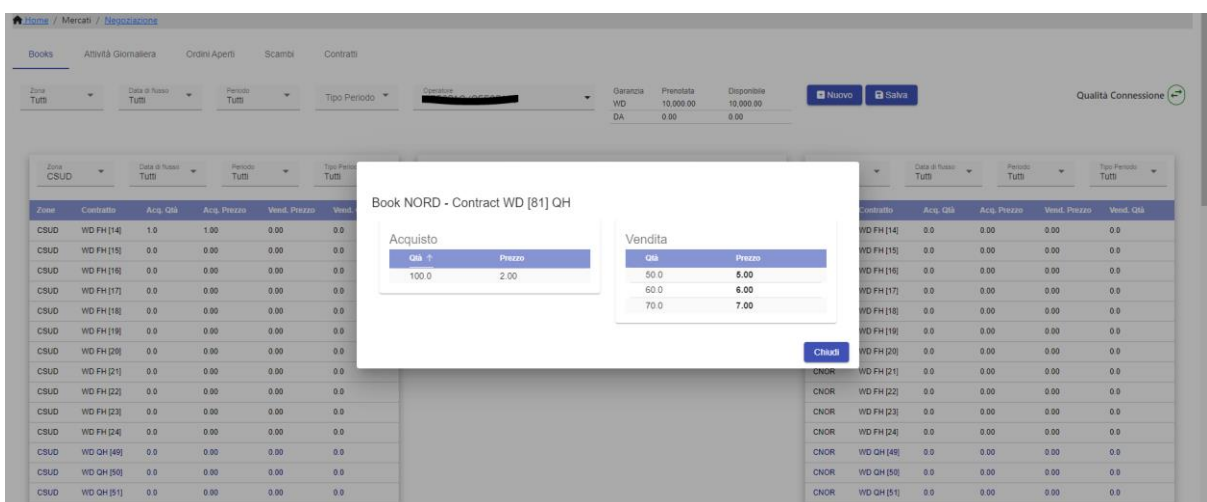 Home / Mercati / Negoziazione
Books Attività Giornaliera Ordini Aperti Scambi Contratti
Zona Data di flusso Periodo Operatore Garanzia Prenotata Disponibile
Tutti Tutti Tutti Tipo Periodo WD 10,000.00 10,000.00 Nuovo Salva Qualità Connessione
DA 0.00 0.00
Zona Data di flusso Periodo Tipo Data di flusso Periodo Tipo Periodo
CSUD Tutti Tutti Tutti Tutti Tutti Tutti
Zone Contratto Acq. Qtà Acq. Prezzo Vend. Prezzo Vend. Contratto Acq. Qtà Acq. Prezzo Vend. Prezzo Vend. Qtà
Book NORD - Contract WD [81] QH
Acquisto Vendita
Qtà ↑ Prezzo Qtà Prezzo
100.0 2.00 50.0 5.00
60.0 6.00
70.0 7.00
Chiudi
CSUD WD FH [14] 1.0 1.00 0.00 0.0 WD FH [14] 0.0 0.00 0.00 0.0
CSUD WD FH [15] 0.0 0.00 0.00 0.0 WD FH [15] 0.0 0.00 0.00 0.0
CSUD WD FH [16] 0.0 0.00 0.00 0.0 WD FH [16] 0.0 0.00 0.00 0.0
CSUD WD FH [17] 0.0 0.00 0.00 0.0 WD FH [17] 0.0 0.00 0.00 0.0
CSUD WD FH [18] 0.0 0.00 0.00 0.0 WD FH [18] 0.0 0.00 0.00 0.0
CSUD WD FH [19] 0.0 0.00 0.00 0.0 WD FH [19] 0.0 0.00 0.00 0.0
CSUD WD FH [20] 0.0 0.00 0.00 0.0 WD FH [20] 0.0 0.00 0.00 0.0
CSUD WD FH [21] 0.0 0.00 0.00 0.0 CNOR WD FH [21] 0.0 0.00 0.00 0.0
CSUD WD FH [22] 0.0 0.00 0.00 0.0 CNOR WD FH [22] 0.0 0.00 0.00 0.0
CSUD WD FH [23] 0.0 0.00 0.00 0.0 CNOR WD FH [23] 0.0 0.00 0.00 0.0
CSUD WD FH [24] 0.0 0.00 0.00 0.0 CNOR WD FH [24] 0.0 0.00 0.00 0.0
CSUD WD QH [49] 0.0 0.00 0.00 0.0 CNOR WD QH [49] 0.0 0.00 0.00 0.0
CSUD WD QH [50] 0.0 0.00 0.00 0.0 CNOR WD QH [50] 0.0 0.00 0.00 0.0
CSUD WD QH [51] 0.0 0.00 0.00 0.0 CNOR WD QH [51] 0.0 0.00 0.00 0.0